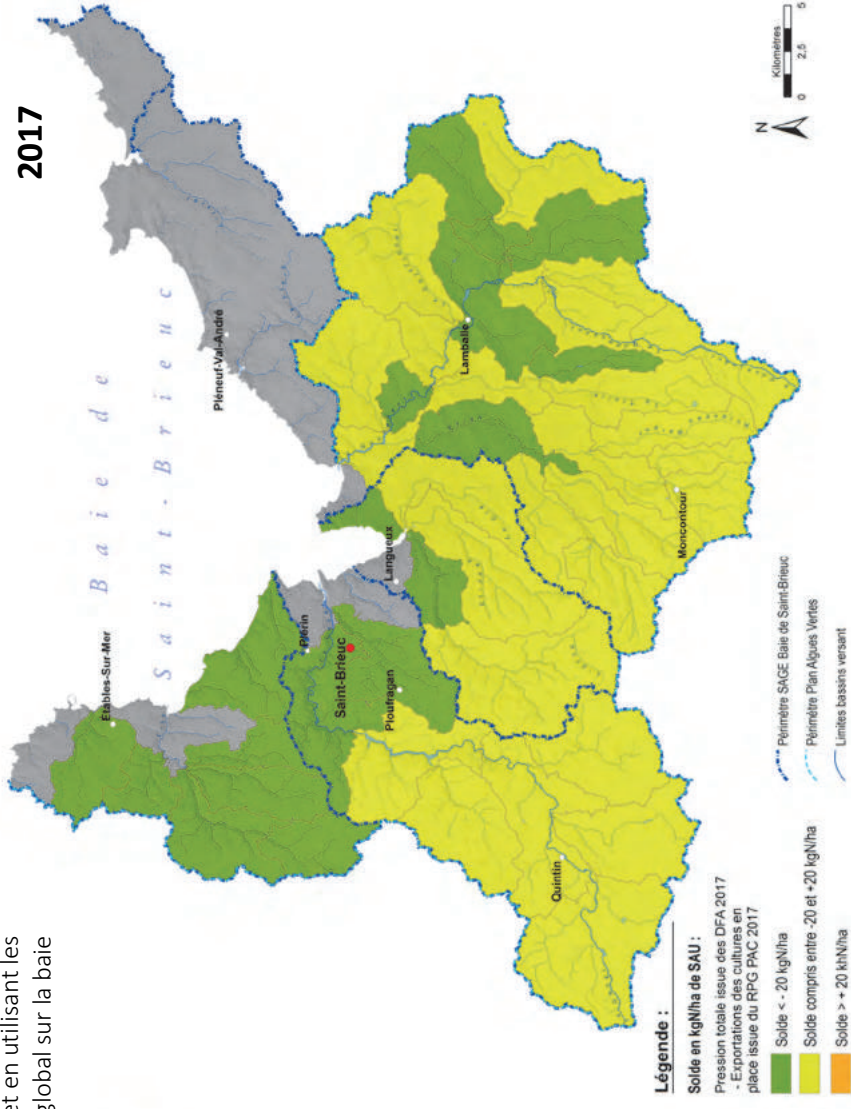 et en utilisant les
global sur la baie
2017
Baie de
Saint-Brieuc
Etables-Sur-Mer
Pléneuf-Val-André
Plérin
Saint-Brieuc
Langueux
Ploufragan
Lamballe
Quintin
Moncontour
N
Kilomètres
0 2,5 5
Légende :
Solde en kgN/ha de SAU :
Pression totale issue des DFA 2017
- Exportations des cultures en
place issue du RPG PAC 2017
Solde < - 20 kgN/ha
Solde compris entre -20 et +20 kgN/ha
Solde > + 20 khN/ha
Périmètre SAGE Baie de Saint-Brieuc
Périmètre Plan Algues Vertes
Limites bassins versant